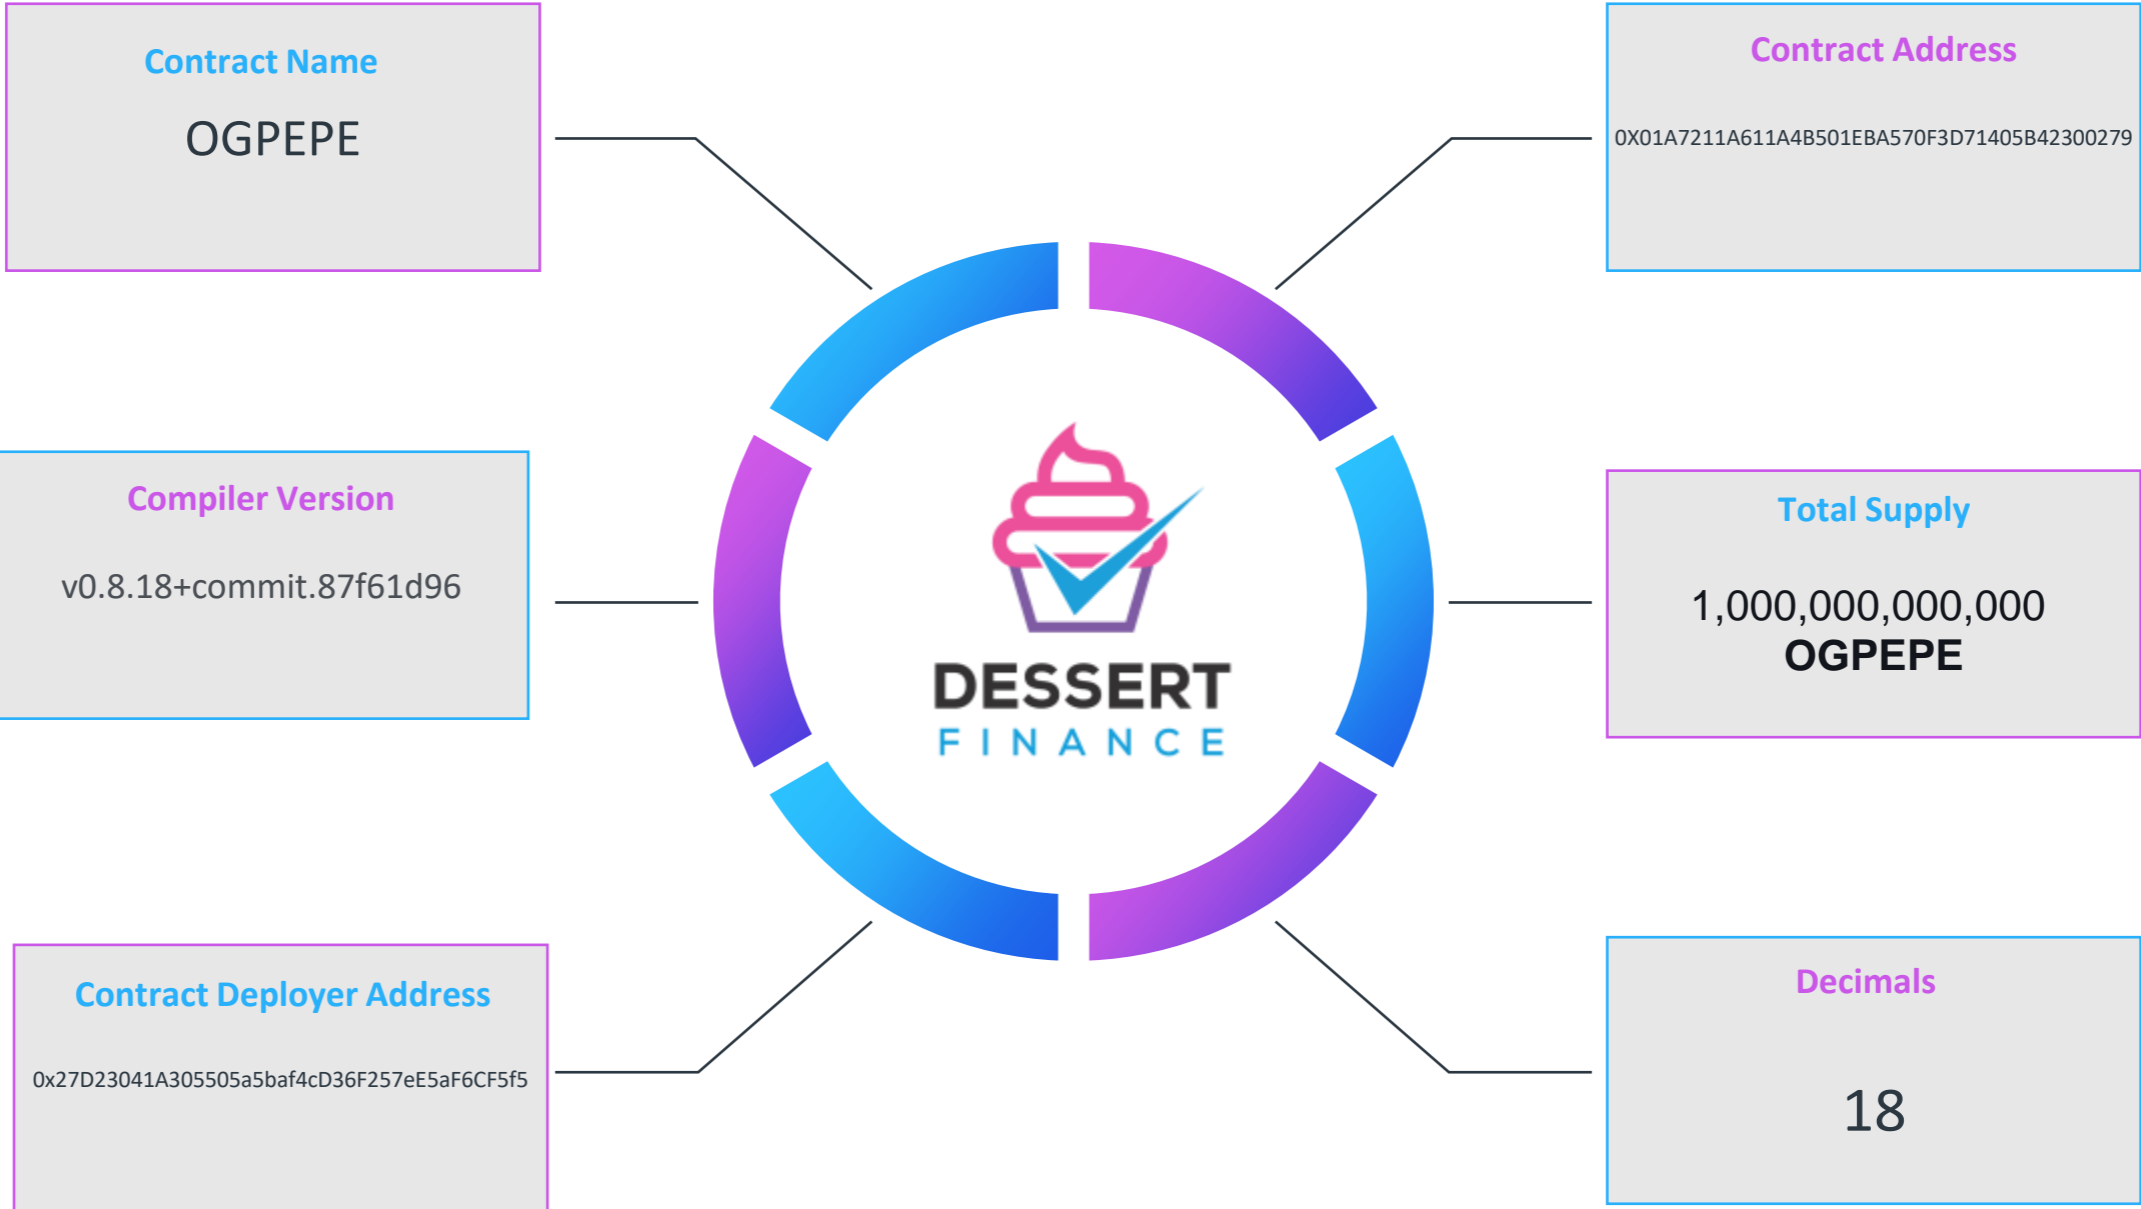 Contract Name
OGPEPE
Contract Address
0X01A7211A611A4B501EBA570F3D71405B42300279
Compiler Version
v0.8.18+commit.87f61d96
DESSERT
FINANCE
Total Supply
1,000,000,000,000
OGPEPE
Contract Deployer Address
0x27D23041A305505a5baf4cD36F257eE5aF6CF5f5
Decimals
18